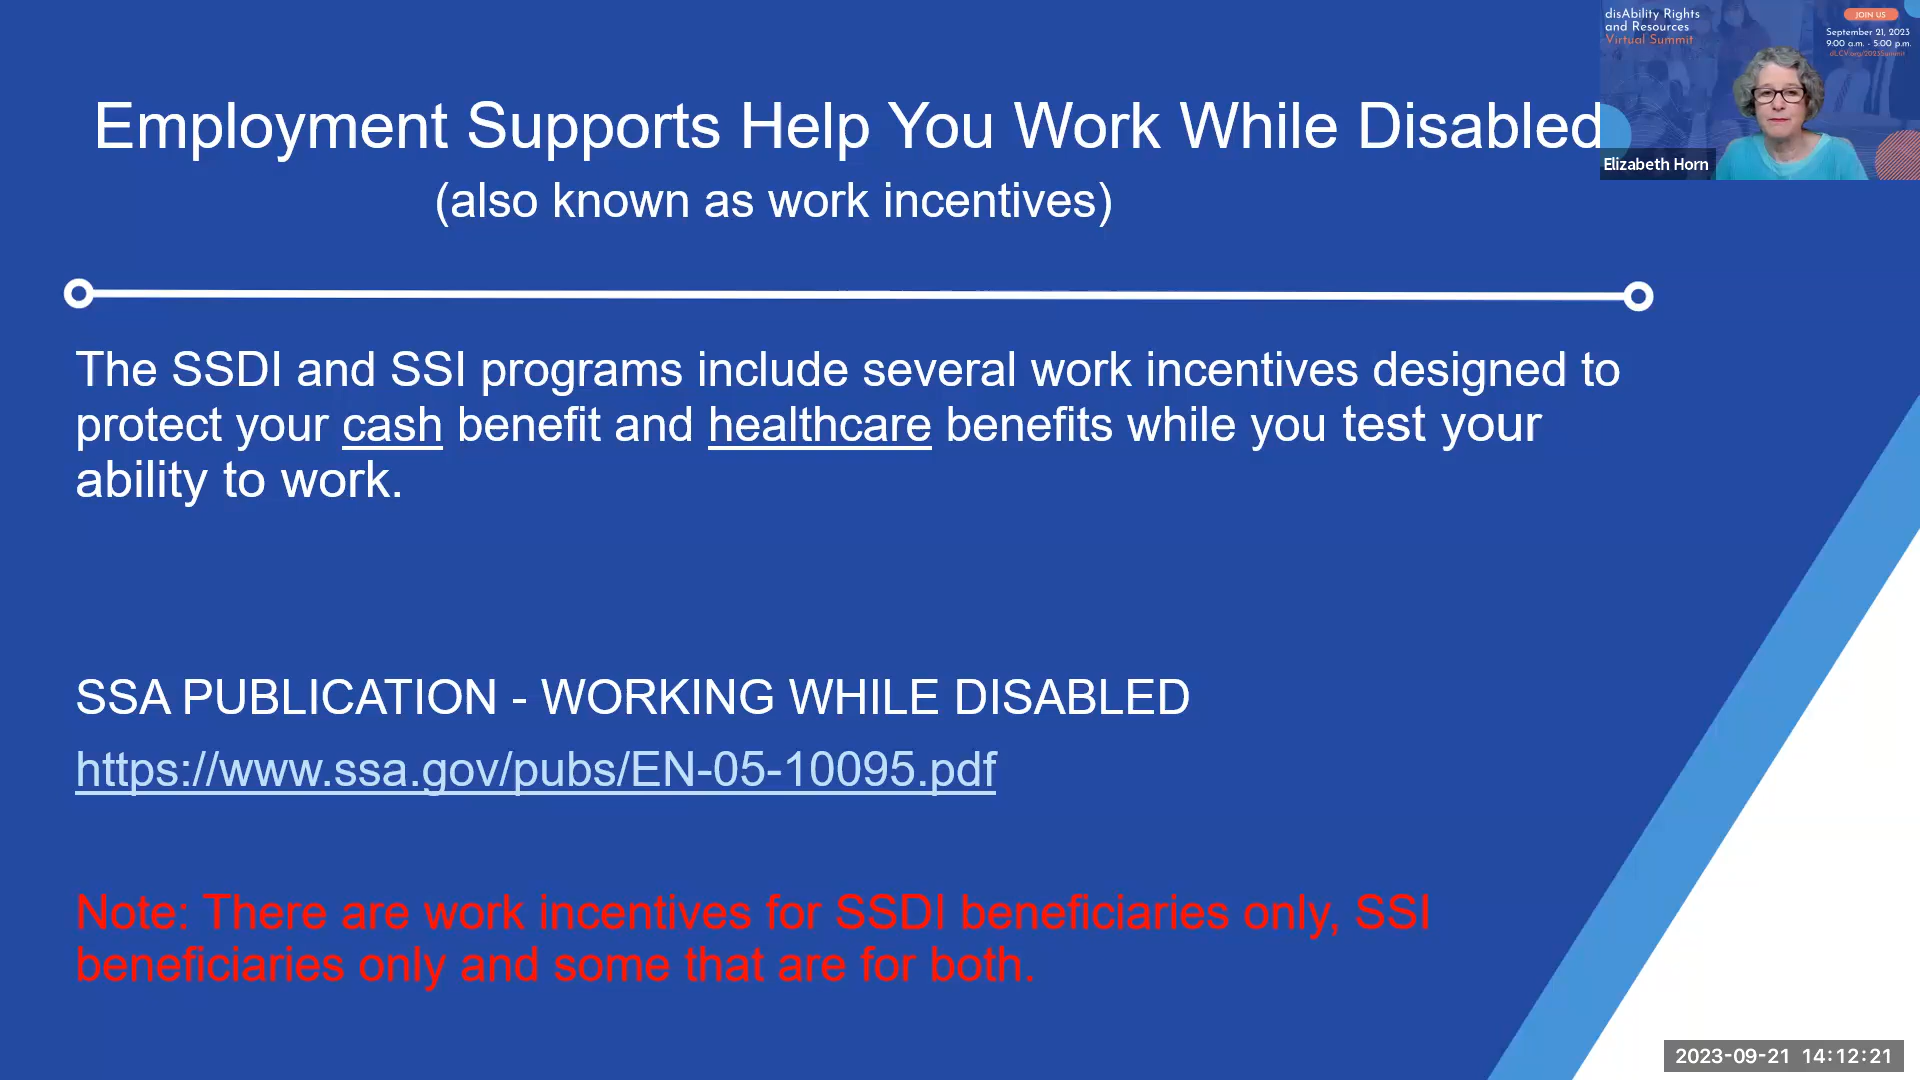 Employment Supports Help You Work While Disabled
(also known as work incentives)
disAbility Rights
and Resources
Virtual Summit
JOIN US
September 21, 2023
9:00 a.m. - 5:00 p.m.
dLCV.org/2023Summit
Elizabeth Horn
The SSDI and SSI programs include several work incentives designed to
protect your cash benefit and healthcare benefits while you test your
ability to work.
SSA PUBLICATION - WORKING WHILE DISABLED
https://www.ssa.gov/pubs/EN-05-10095.pdf
Note: There are work incentives for SSDI beneficiaries only, SSI
beneficiaries only and some that are for both.
2023-09-21 14:12:21